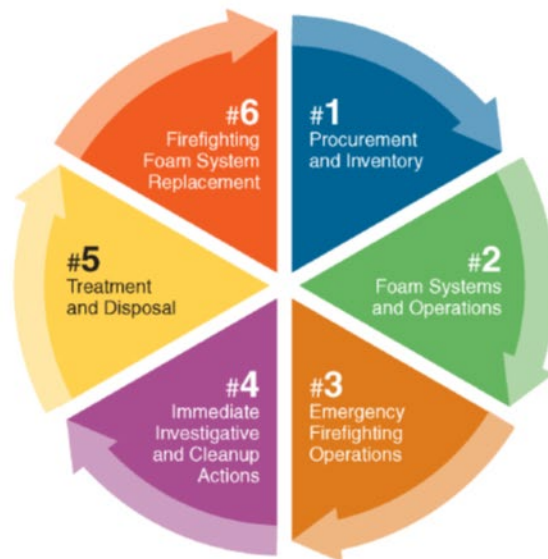 #1
Procurement
and Inventory
#2
Foam Systems
and Operations
#3
Emergency
Firefighting
Operations
#4
Immediate
Investigative
and Cleanup
Actions
#5
Treatment
and Disposal
#6
Firefighting
Foam System
Replacement